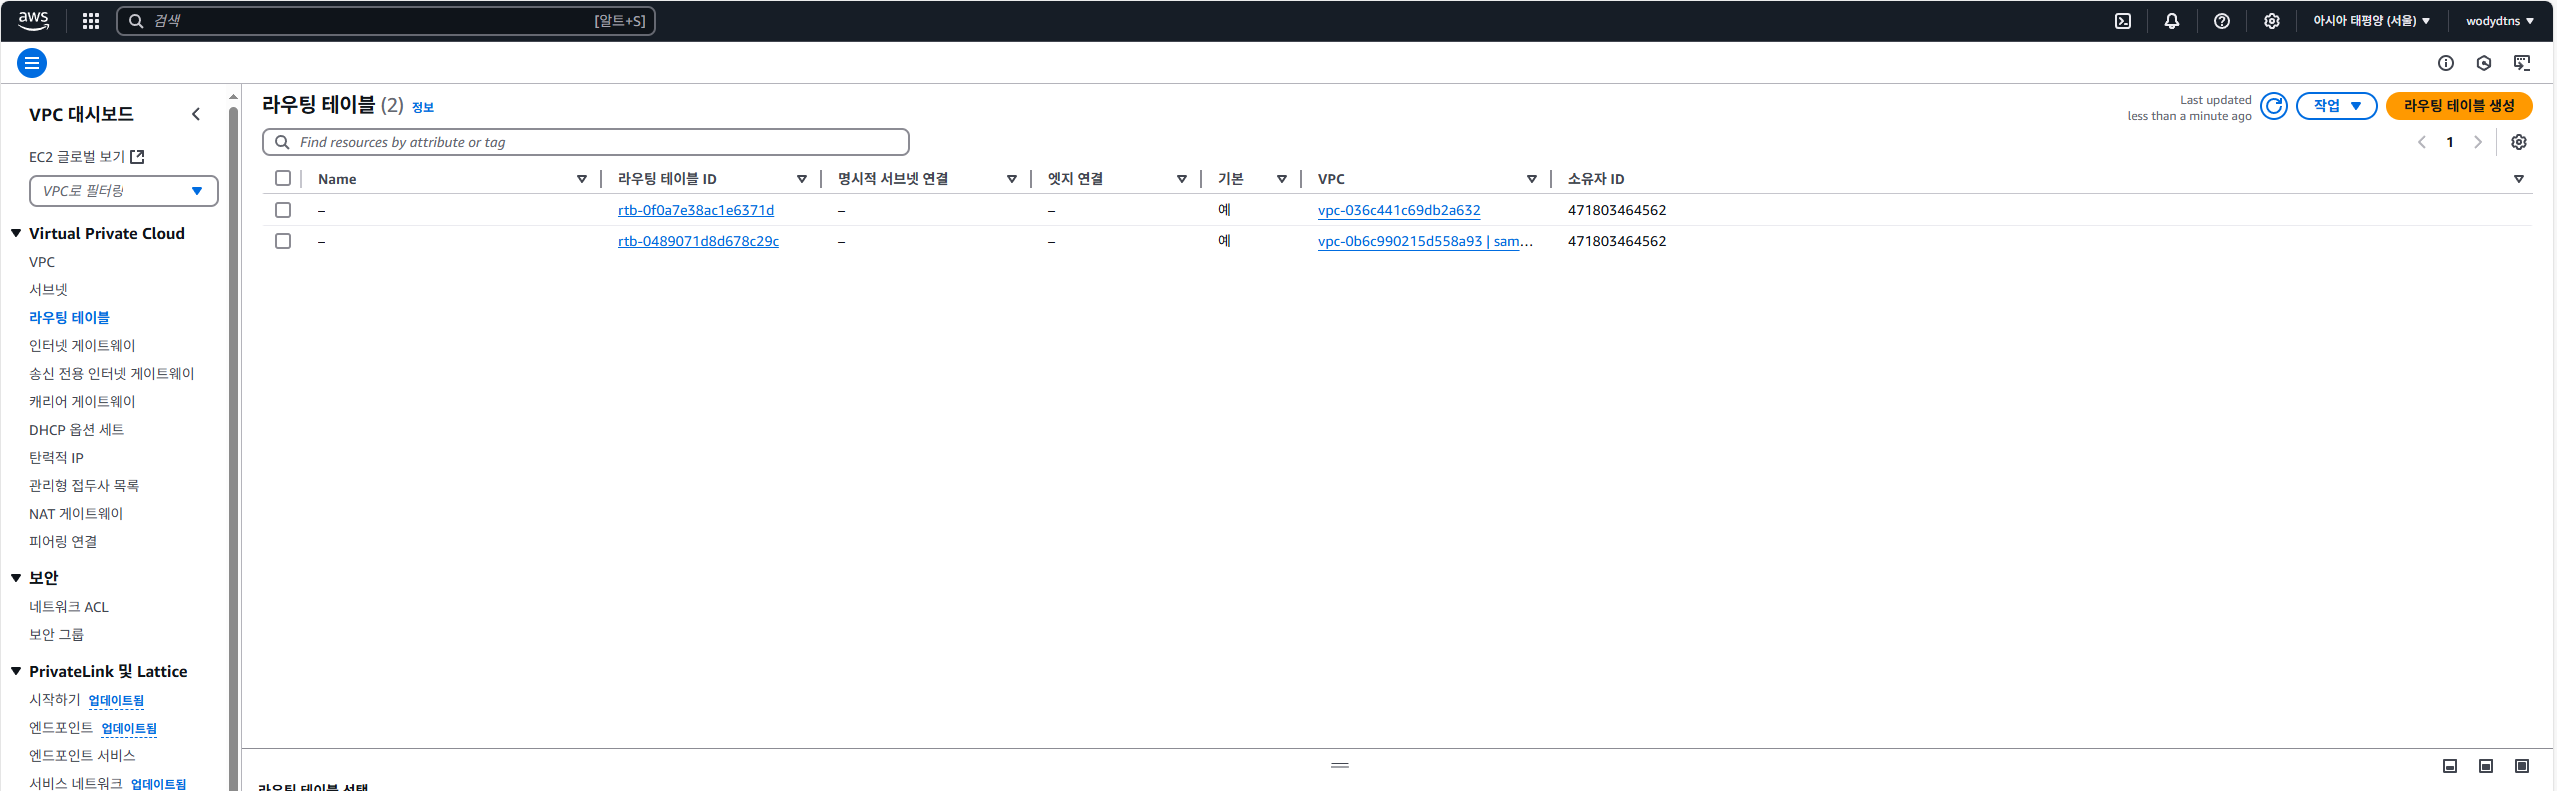 aws 검색 [알트+S] 아시아 태평양 (서울) wodydtns
VPC 대시보드
EC2 글로벌 보기
VPC로 필터링
Virtual Private Cloud
VPC
서브넷
라우팅 테이블
인터넷 게이트웨이
송신 전용 인터넷 게이트웨이
캐리어 게이트웨이
DHCP 옵션 세트
탄력적 IP
관리형 접두사 목록
NAT 게이트웨이
피어링 연결
보안
네트워크 ACL
보안 그룹
PrivateLink 및 Lattice
시작하기 업데이트됨
엔드포인트 업데이트됨
엔드포인트 서비스
서비스 네트워크 업데이트됨
라우팅 테이블 (2) 정보
Last updated
less than a minute ago
작업
라우팅 테이블 생성
Find resources by attribute or tag
1
Name 라우팅 테이블 ID 명시적 서브넷 연결 엣지 연결 기본 VPC 소유자 ID
– rtb-0f0a7e38ac1e6371d – – 예 vpc-036c441c69db2a632 471803464562
– rtb-0489071d8d678c29c – – 예 vpc-0b6c990215d558a93 | sam… 471803464562
라우팅 테이블 선택